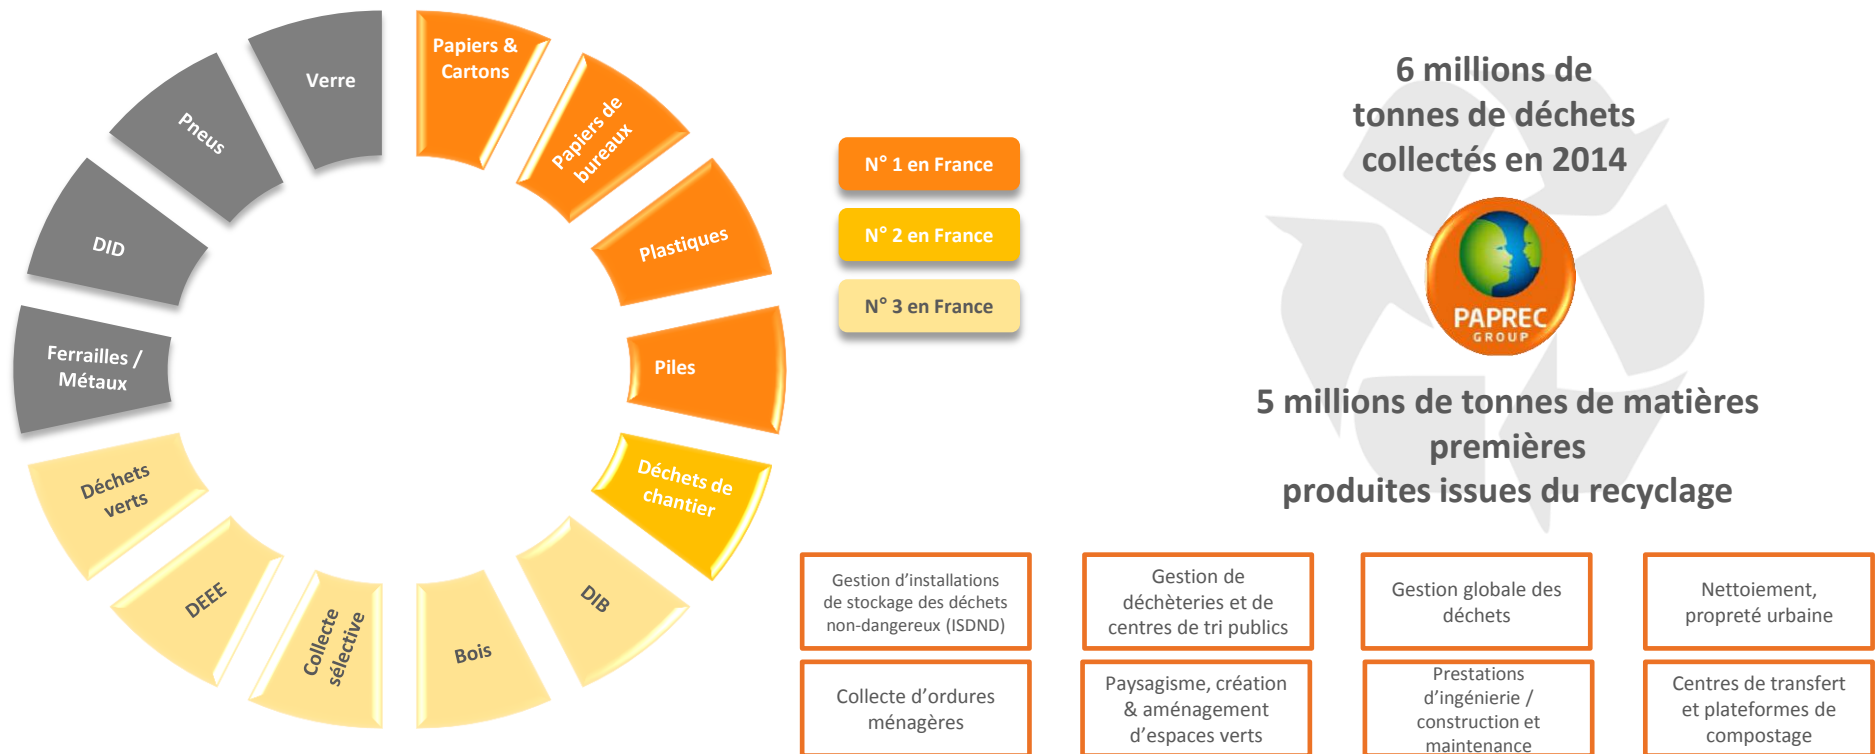 Papiers &
Cartons
Papiers de
bureaux
Plastiques
Piles
Déchets de
chantier
DIB
Bois
Collecte
sélective
DEEE
Déchets
verts
Ferrailles /
Métaux
DID
Pneus
Verre
N° 1 en France
N° 2 en France
N° 3 en France
6 millions de
tonnes de déchets
collectés en 2014
PAPREC
GROUP
5 millions de tonnes de matières
premières
produites issues du recyclage
Gestion d’installations
de stockage des déchets
non-dangereux (ISDND)
Gestion de
déchèteries et de
centres de tri publics
Gestion globale des
déchets
Nettoiement,
propreté urbaine
Collecte d’ordures
ménagères
Paysagisme, création
& aménagement
d’espaces verts
Prestations
d’ingénierie /
construction et
maintenance
Centres de transfert
et plateformes de
compostage